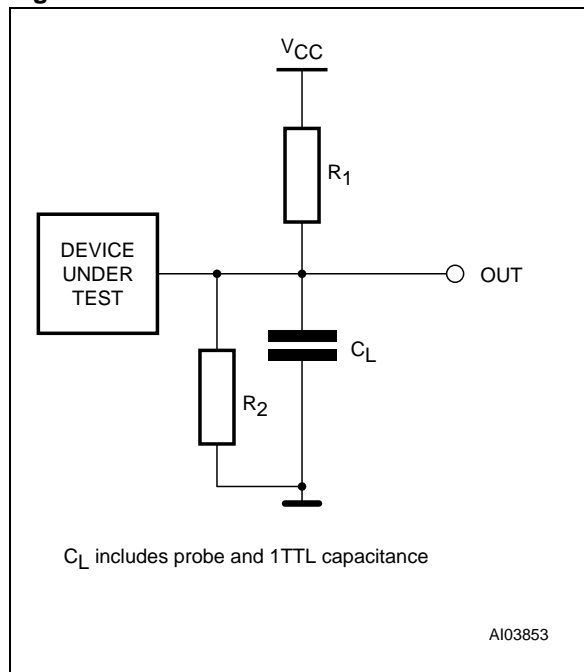 VCC
R1
DEVICE
UNDER
TEST
OUT
CL
R2
CL includes probe and 1TTL capacitance
AI03853